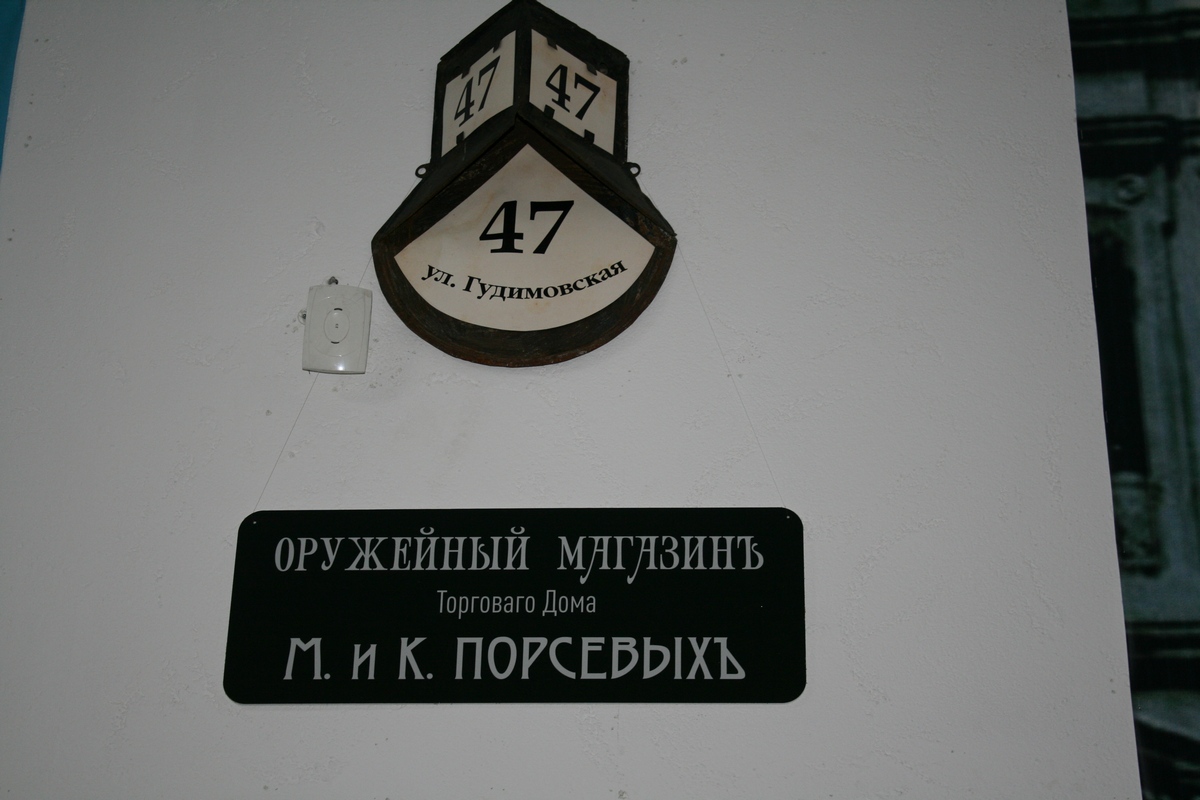 47 47
47
ул. Гудимовская
ОРУЖЕЙНЫЙ МАГАЗИНЪ
Торговаго Дома
М. и К. ПОРСЕВЫХЪ